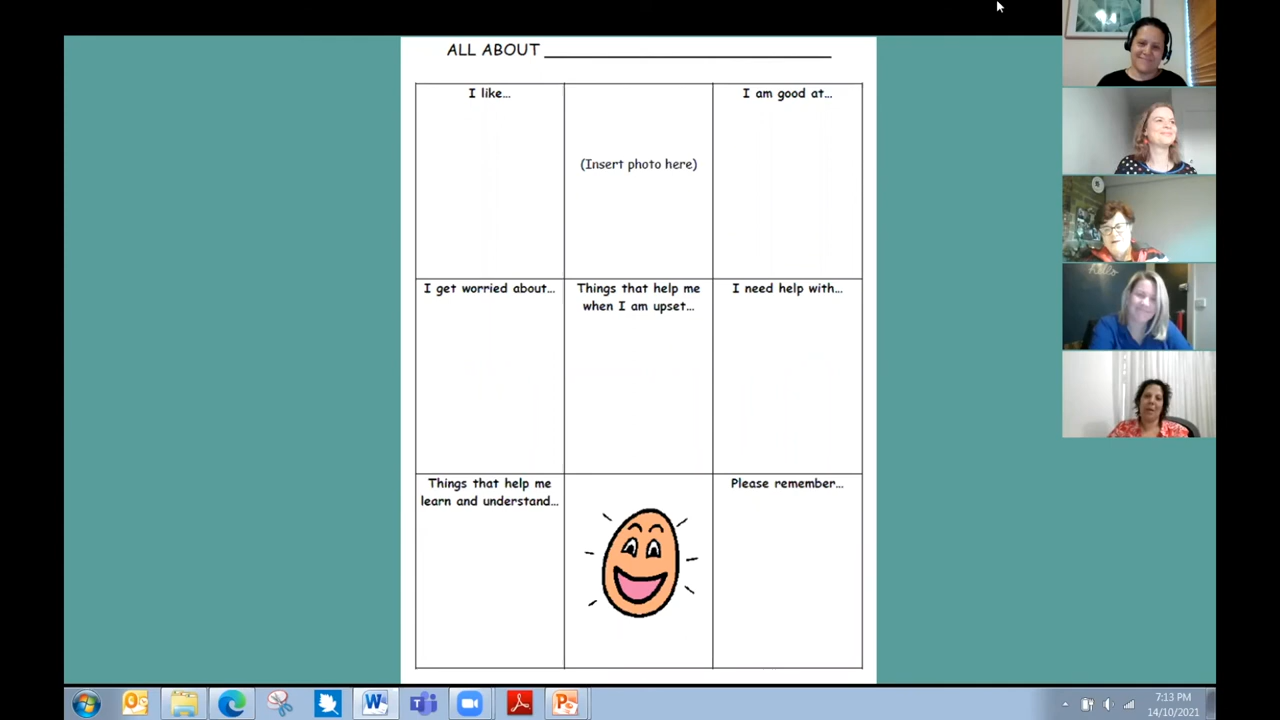 ALL ABOUT
I like...
(Insert photo here)
I am good at...
I get worried about...
Things that help me
when I am upset...
I need help with...
Things that help me
learn and understand...
Please remember...
hello
7:13 PM
14/10/2021